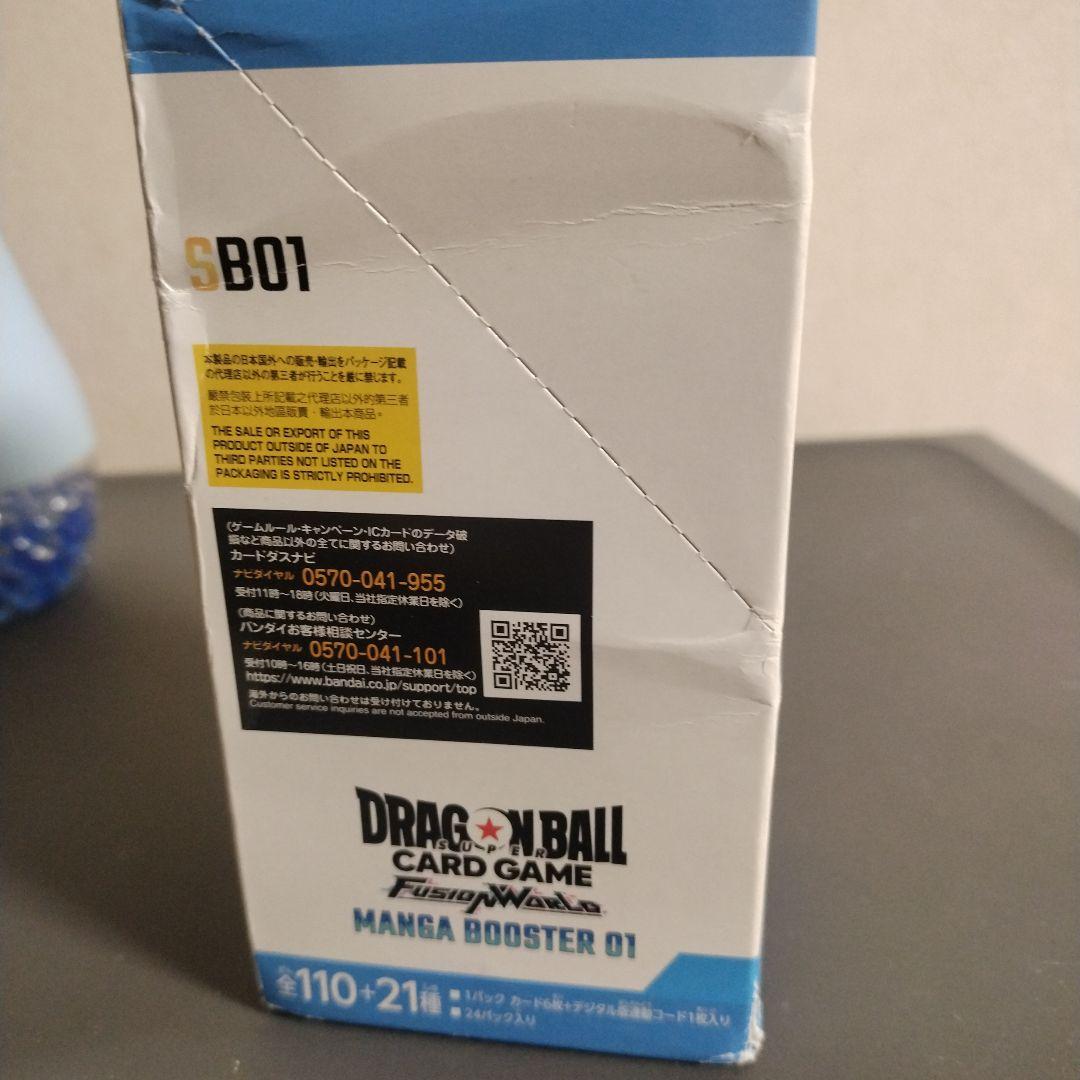 SB01
本製品の日本国外への販売・輸出をパッケージ記載
の代理店以外の第三者が行うことを厳に禁じます。
嚴禁包裝上所記載之代理店以外的第三者
於日本以外地區販賣・輸出本商品。
THE SALE OR EXPORT OF THIS
PRODUCT OUTSIDE OF JAPAN TO
THIRD PARTIES NOT LISTED ON THE
PACKAGING IS STRICTLY PROHIBITED.
(ゲームルール・キャンペーン・ICカードのデータ破
損など商品以外の全てに関するお問い合わせ)
カードダスナビ
ナビダイヤル 0570-041-955
受付11時〜18時(火曜日、当社指定休業日を除く)
(商品に関するお問い合わせ)
バンダイお客様相談センター
ナビダイヤル 0570-041-101
受付10時〜16時(土日祝日、当社指定休業日を除く)
https://www.bandai.co.jp/support/top
海外からのお問い合わせは受け付けておりません。
Customer service inquiries are not accepted from outside Japan.
DRAGON BALL
SUPER
CARD GAME
FUSION WORLD
MANGA BOOSTER 01
全110+21種
■1パック カード6枚+デジタル版連動コード1枚入り
■24パック入り